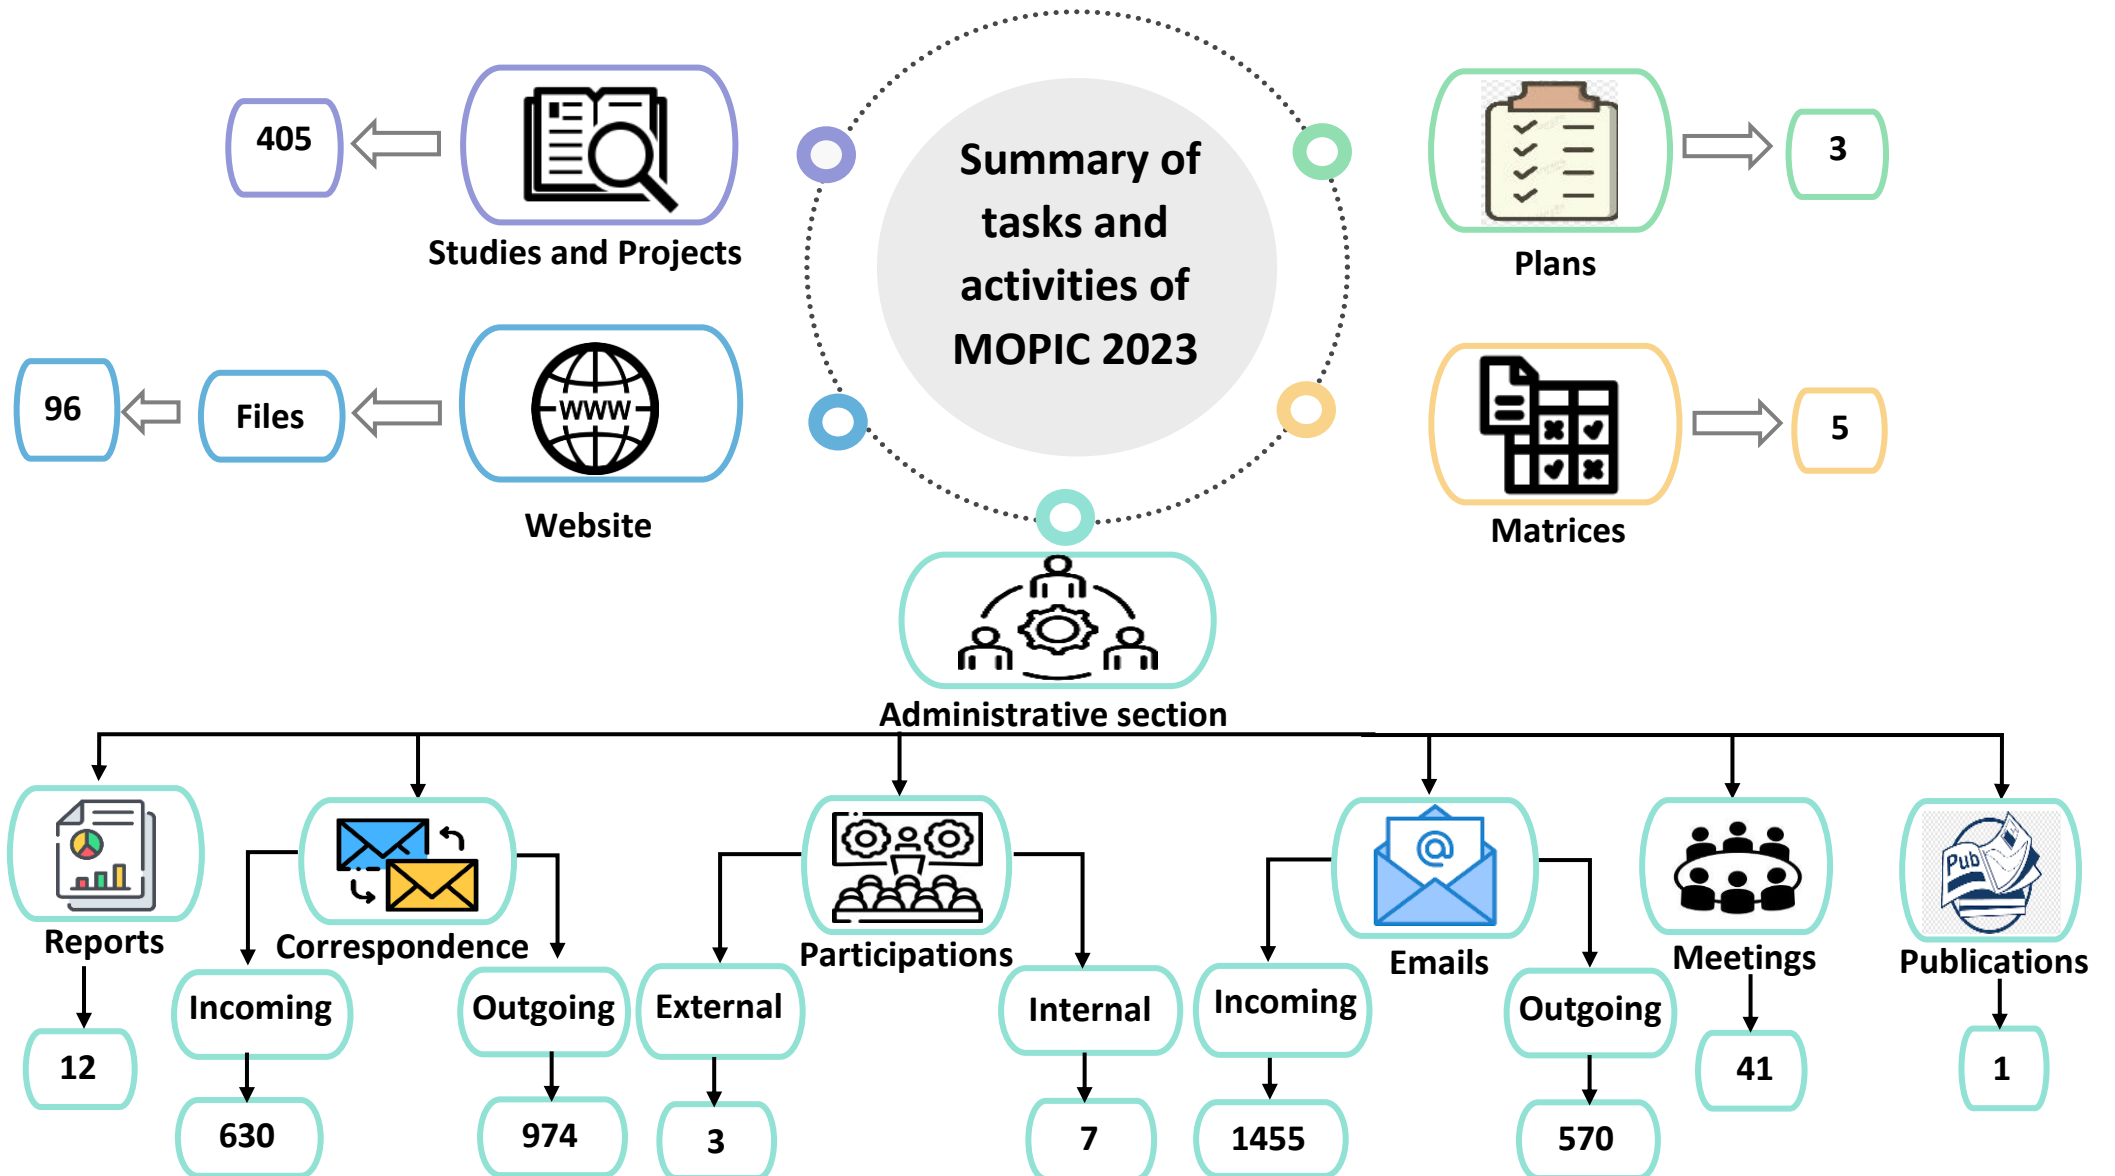 Summary of
tasks and
activities of
MOPIC 2023
405
Studies and Projects
3
Plans
96
Files
WWW
Website
5
Matrices
Administrative section
Reports
12
Correspondence
Incoming
630
Outgoing
974
Participations
External
3
Internal
7
@
Emails
Incoming
1455
Outgoing
570
Meetings
41
Pub
Publications
1